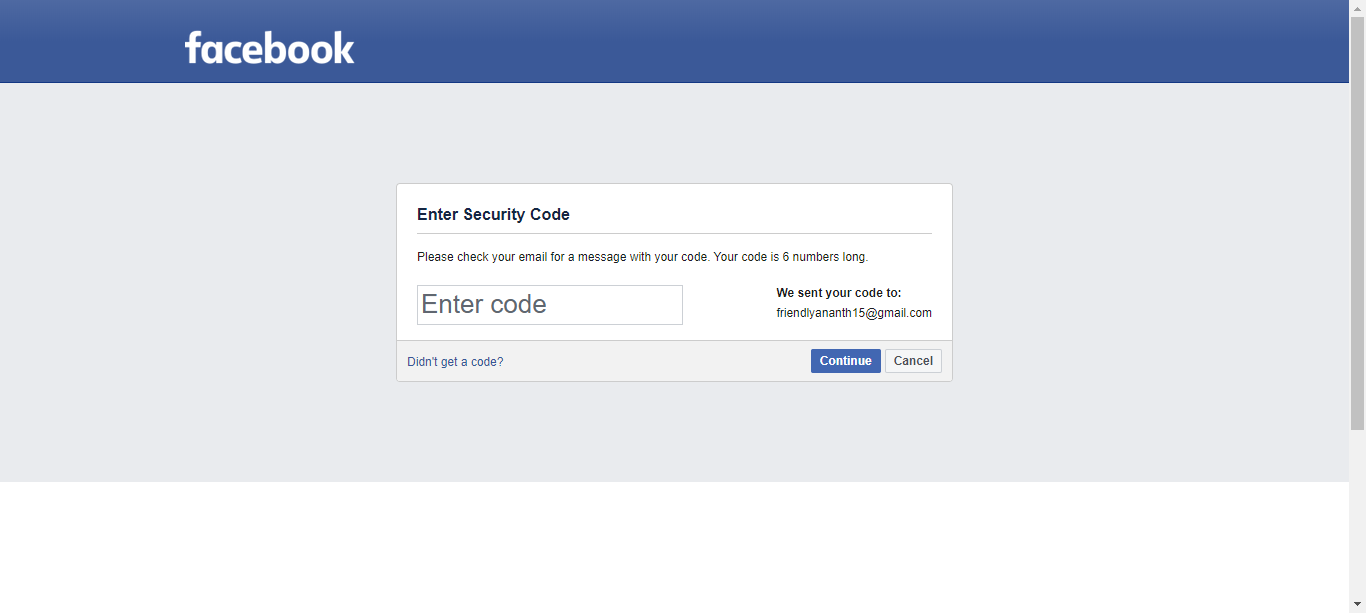 facebook
Enter Security Code
Please check your email for a message with your code. Your code is 6 numbers long.
Enter code
We sent your code to:
friendlyananth15@gmail.com
Didn't get a code?
Continue
Cancel